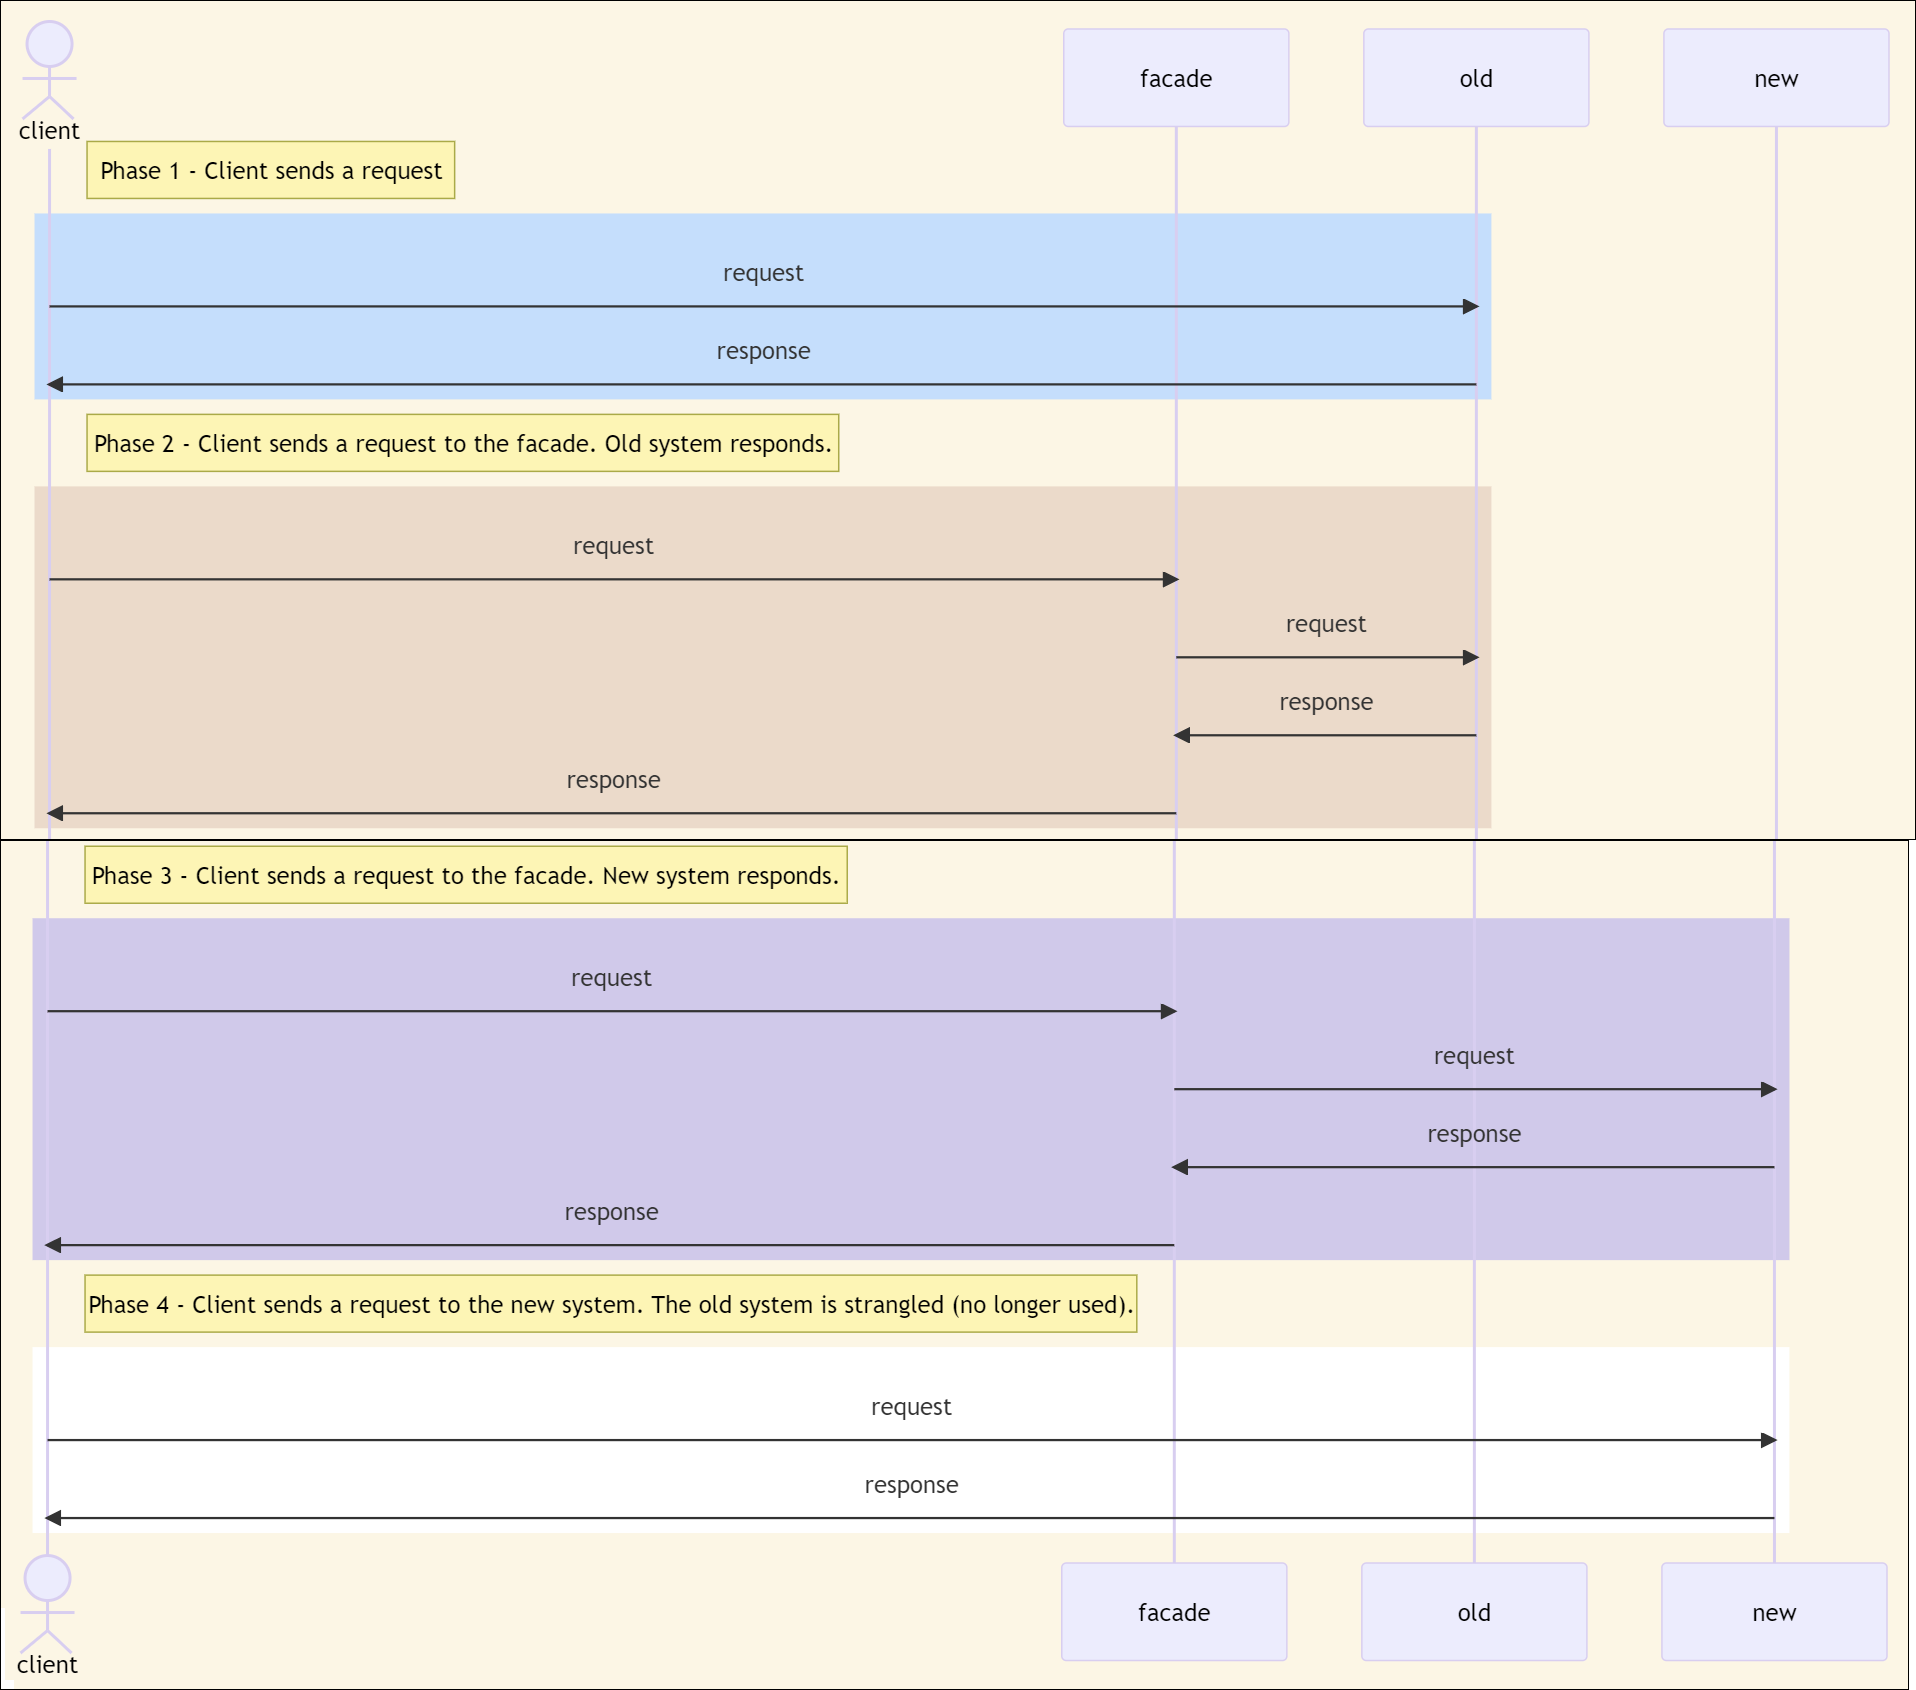 client
facade
old
new
Phase 1 - Client sends a request
request
response
Phase 2 - Client sends a request to the facade. Old system responds.
request
request
response
response
Phase 3 - Client sends a request to the facade. New system responds.
request
request
response
response
Phase 4 - Client sends a request to the new system. The old system is strangled (no longer used).
request
response
client
facade
old
new